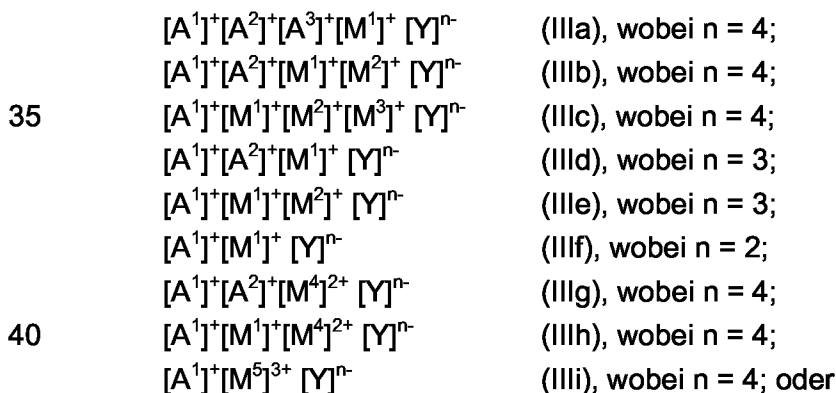 [A¹]⁺[A²]⁺[A³]⁺[M¹]⁺ [Y]ⁿ⁻ (IIIa), wobei n = 4;
[A¹]⁺[A²]⁺[M¹]⁺[M²]⁺ [Y]ⁿ⁻ (IIIb), wobei n = 4;
35 [A¹]⁺[M¹]⁺[M²]⁺[M³]⁺ [Y]ⁿ⁻ (IIIc), wobei n = 4;
[A¹]⁺[A²]⁺[M¹]⁺ [Y]ⁿ⁻ (IIId), wobei n = 3;
[A¹]⁺[M¹]⁺[M²]⁺ [Y]ⁿ⁻ (IIIe), wobei n = 3;
[A¹]⁺[M¹]⁺ [Y]ⁿ⁻ (IIIf), wobei n = 2;
[A¹]⁺[A²]⁺[M⁴]²⁺ [Y]ⁿ⁻ (IIIg), wobei n = 4;
40 [A¹]⁺[M¹]⁺[M⁴]²⁺ [Y]ⁿ⁻ (IIIh), wobei n = 4;
[A¹]⁺[M⁵]³⁺ [Y]ⁿ⁻ (IIIi), wobei n = 4; oder